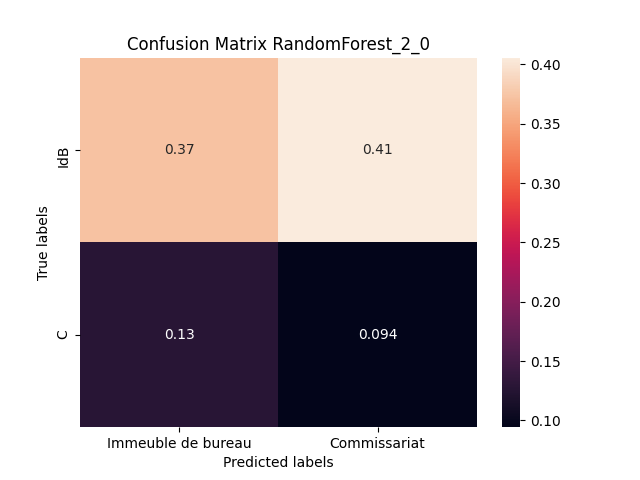 Confusion Matrix RandomForest_2_0
IdB
0.37
0.41
C
0.13
0.094
True labels
Immeuble de bureau
Commissariat
Predicted labels
0.40
0.35
0.30
0.25
0.20
0.15
0.10